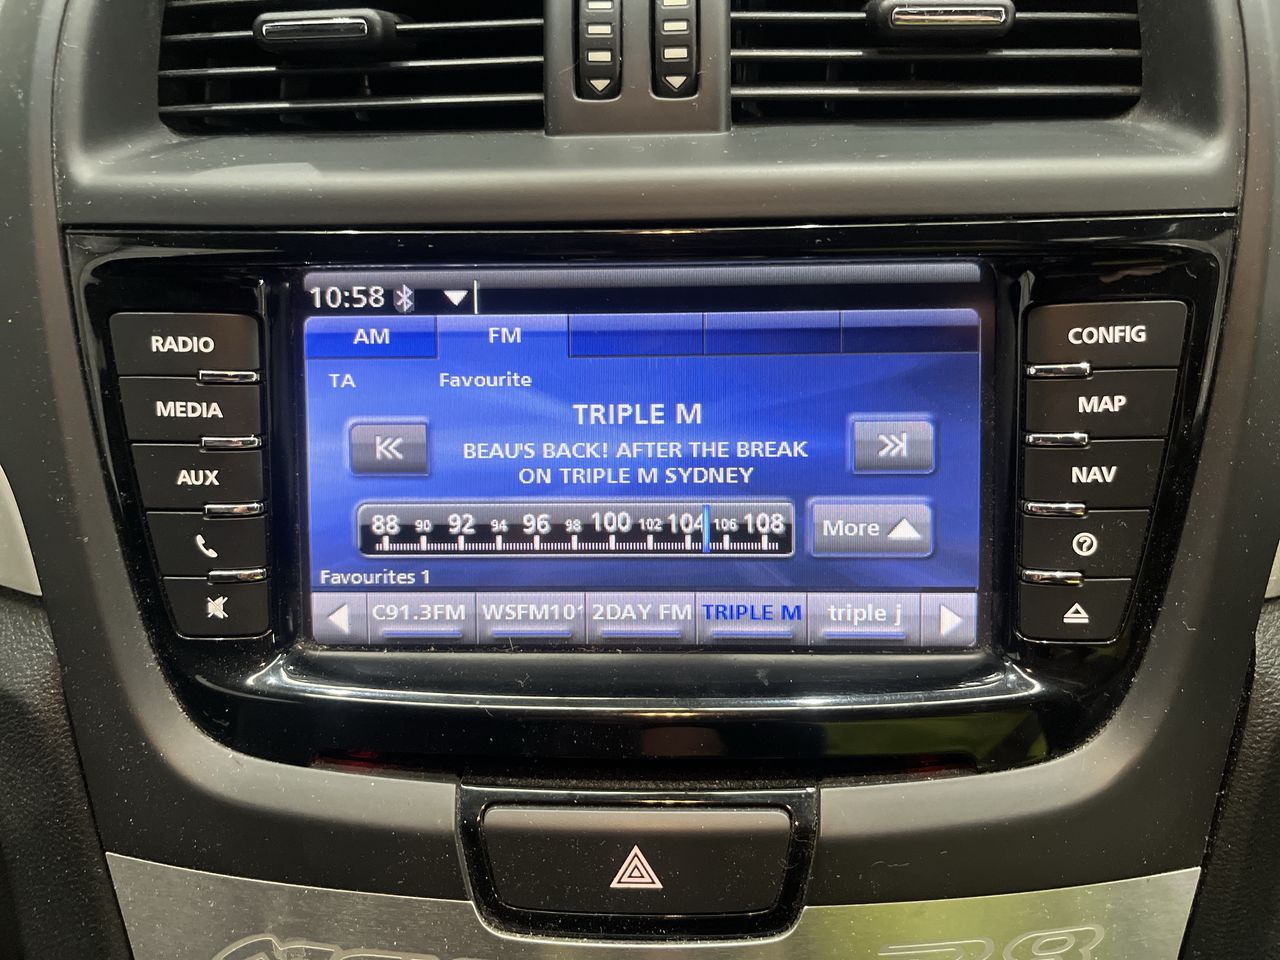 10:58
AM FM
TA Favourite
TRIPLE M
BEAU'S BACK! AFTER THE BREAK
ON TRIPLE M SYDNEY
88 90 92 94 96 98 100 102 104 106 108
More
Favourites 1
C91.3FM WSFM101 2DAY FM TRIPLE M triple j
RADIO
MEDIA
AUX
CONFIG
MAP
NAV
?